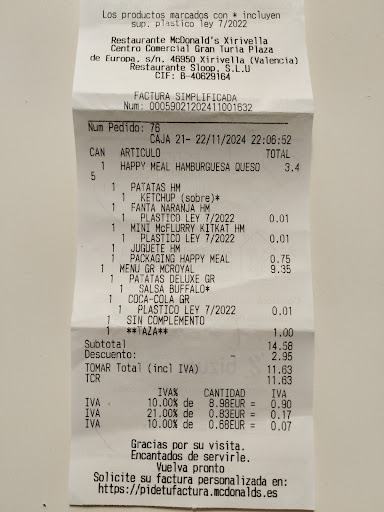 Los productos marcados con * incluyen
sup. plastico ley 7/2022
Restaurante McDonald's Xirivella
Centro Comercial Gran Turia Plaza
de Europa, s/n. 46950 Xirivella (Valencia)
Restaurante Sloop, S.L.U
CIF: B-40629164
FACTURA SIMPLIFICADA
Num: 00059021202411001632
Num Pedido: 76
CAJA 21- 22/11/2024 22:06:52
CAN ARTICULO TOTAL
1 HAPPY MEAL HAMBURGUESA QUESO 3.4
5
1 PATATAS HM
1 KETCHUP (sobre)*
1 FANTA NARANJA HM
1 PLASTICO LEY 7/2022 0.01
1 MINI McFLURRY KITKAT HM
1 PLASTICO LEY 7/2022 0.01
1 JUGUETE HM
1 PACKAGING HAPPY MEAL 0.75
1 MENU GR MCROYAL 9.35
1 PATATAS DELUXE GR
1 SALSA BUFFALO*
1 COCA-COLA GR
1 PLASTICO LEY 7/2022 0.01
1 SIN COMPLEMENTO
1 **TAZA** 1.00
Subtotal 14.58
Descuento: - 2.95
TOMAR Total (incl IVA) 11.63
TCR 11.63
IVA% CANTIDAD IVA
IVA 10.00% de 8.98EUR = 0.90
IVA 21.00% de 0.83EUR = 0.17
IVA 10.00% de 0.68EUR = 0.07
Gracias por su visita.
Encantados de servirle.
Vuelva pronto
Solicite su factura personalizada en:
https://pidetufactura.mcdonalds.es